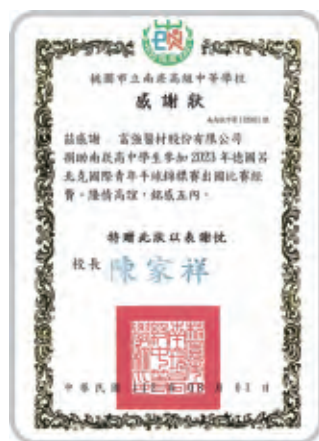 桃園市立南崁高級中等學校
感謝狀
茲感謝 富強醫材股份有限公司
捐助南崁高中學生參加2023年德國呂
北克國際青年手球錦標賽出國比賽經
費。隆情高誼，銘感五內。
特贈此狀以表謝忱
校長 陳家祥
中華民國